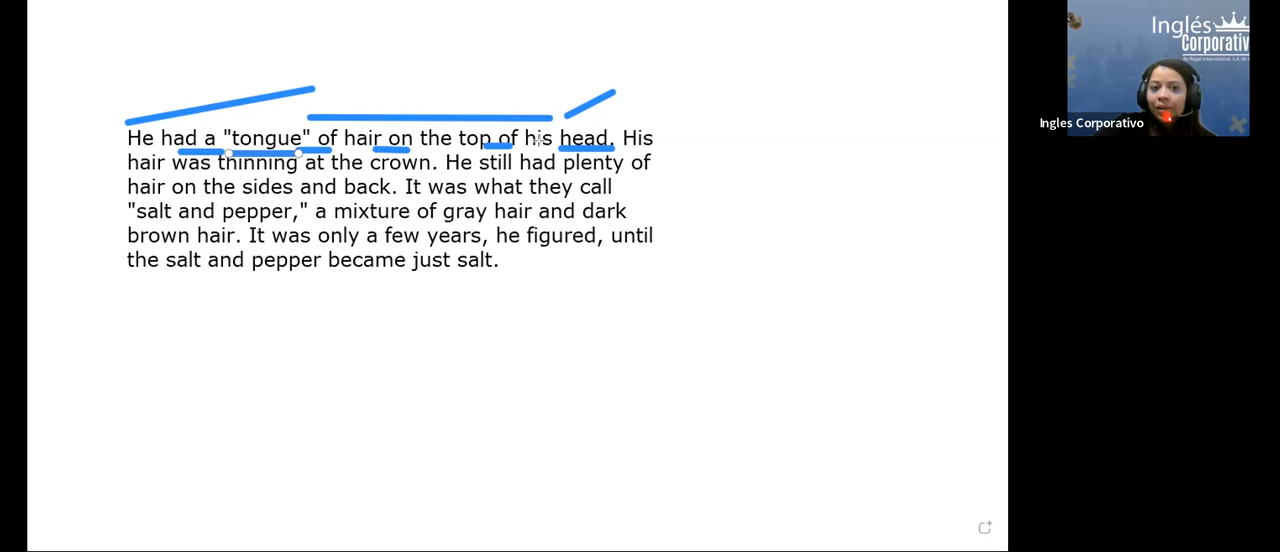 He had a "tongue" of hair on the top of his head. His
hair was thinning at the crown. He still had plenty of
hair on the sides and back. It was what they call
"salt and pepper," a mixture of gray hair and dark
brown hair. It was only a few years, he figured, until
the salt and pepper became just salt.
Inglés
Corporativ
Ingles Corporativo